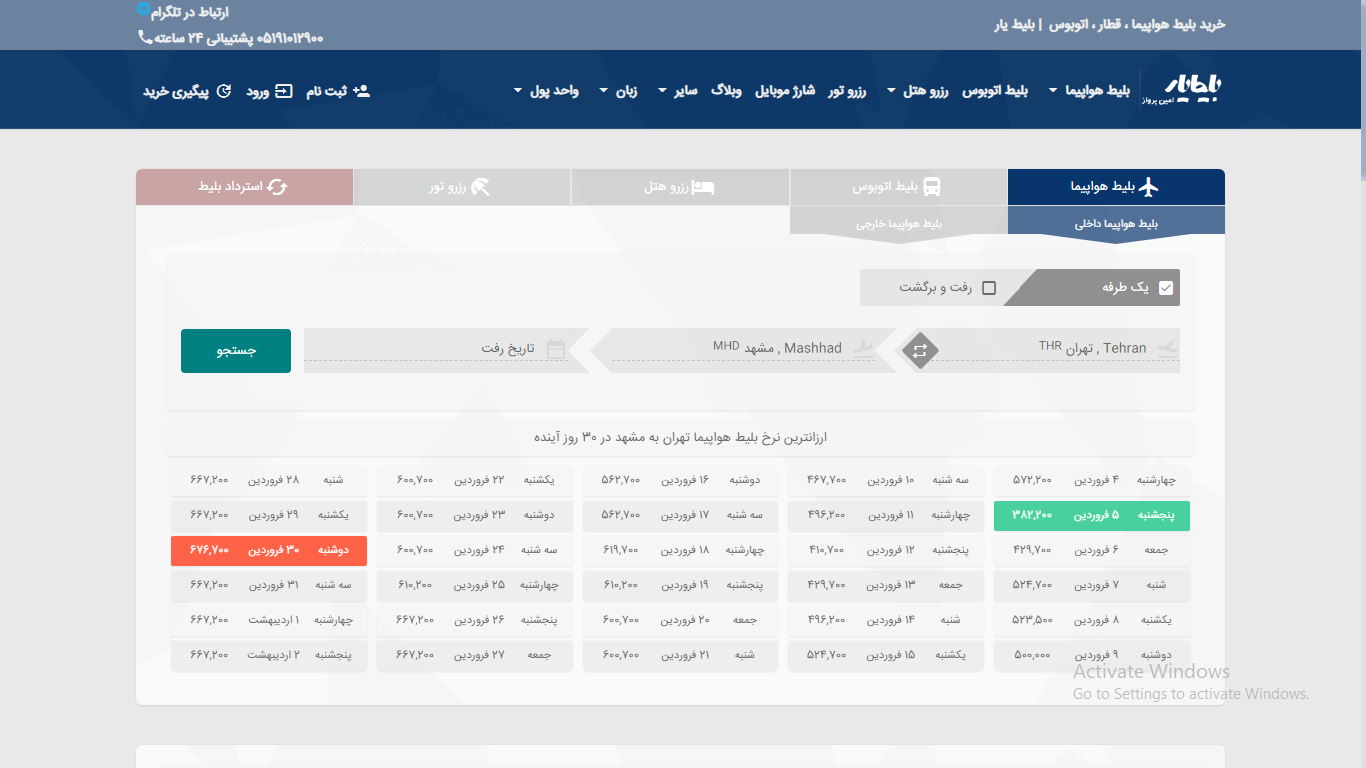 خرید بلیط هواپیما ، قطار ، اتوبوس | بلیط یار
ارتباط در تلگرام
۰۵۱۹۱۰۱۲۹۰۰ پشتیبانی ۲۴ ساعته
امین پرواز
بلیط هواپیما بلیط اتوبوس رزرو هتل رزرو تور شارژ موبایل وبلاگ سایر زبان واحد پول ثبت نام ورود پیگیری خرید
بلیط هواپیما بلیط اتوبوس رزرو هتل رزرو تور استرداد بلیط
بلیط هواپیما داخلی بلیط هواپیما خارجی
یک طرفه رفت و برگشت
Tehran , تهران THR Mashhad , مشهد MHD تاریخ رفت جستجو
ارزانترین نرخ بلیط هواپیما تهران به مشهد در ۳۰ روز آینده
چهارشنبه ۴ فروردین ۵۷۲,۲۰۰ سه شنبه ۱۰ فروردین ۴۶۷,۷۰۰ دوشنبه ۱۶ فروردین ۵۶۲,۷۰۰ یکشنبه ۲۲ فروردین ۶۰۰,۷۰۰ شنبه ۲۸ فروردین ۶۶۷,۲۰۰
پنجشنبه ۵ فروردین ۳۸۲,۲۰۰ چهارشنبه ۱۱ فروردین ۴۹۶,۲۰۰ سه شنبه ۱۷ فروردین ۵۶۲,۷۰۰ دوشنبه ۲۳ فروردین ۶۰۰,۷۰۰ یکشنبه ۲۹ فروردین ۶۶۷,۲۰۰
جمعه ۶ فروردین ۴۲۹,۷۰۰ پنجشنبه ۱۲ فروردین ۴۱۰,۷۰۰ چهارشنبه ۱۸ فروردین ۶۱۹,۷۰۰ سه شنبه ۲۴ فروردین ۶۰۰,۷۰۰ دوشنبه ۳۰ فروردین ۶۷۶,۷۰۰
شنبه ۷ فروردین ۵۲۴,۷۰۰ جمعه ۱۳ فروردین ۴۲۹,۷۰۰ پنجشنبه ۱۹ فروردین ۶۱۰,۲۰۰ چهارشنبه ۲۵ فروردین ۶۱۰,۲۰۰ سه شنبه ۳۱ فروردین ۶۶۷,۲۰۰
یکشنبه ۸ فروردین ۵۲۳,۵۰۰ شنبه ۱۴ فروردین ۴۹۶,۲۰۰ جمعه ۲۰ فروردین ۶۰۰,۷۰۰ پنجشنبه ۲۶ فروردین ۶۶۷,۲۰۰ چهارشنبه ۱ اردیبهشت ۶۶۷,۲۰۰
دوشنبه ۹ فروردین ۵۰۰,۰۰۰ یکشنبه ۱۵ فروردین ۵۲۴,۷۰۰ شنبه ۲۱ فروردین ۶۰۰,۷۰۰ جمعه ۲۷ فروردین ۶۶۷,۲۰۰ پنجشنبه ۲ اردیبهشت ۶۶۷,۲۰۰
Activate Windows
Go to Settings to activate Windows.